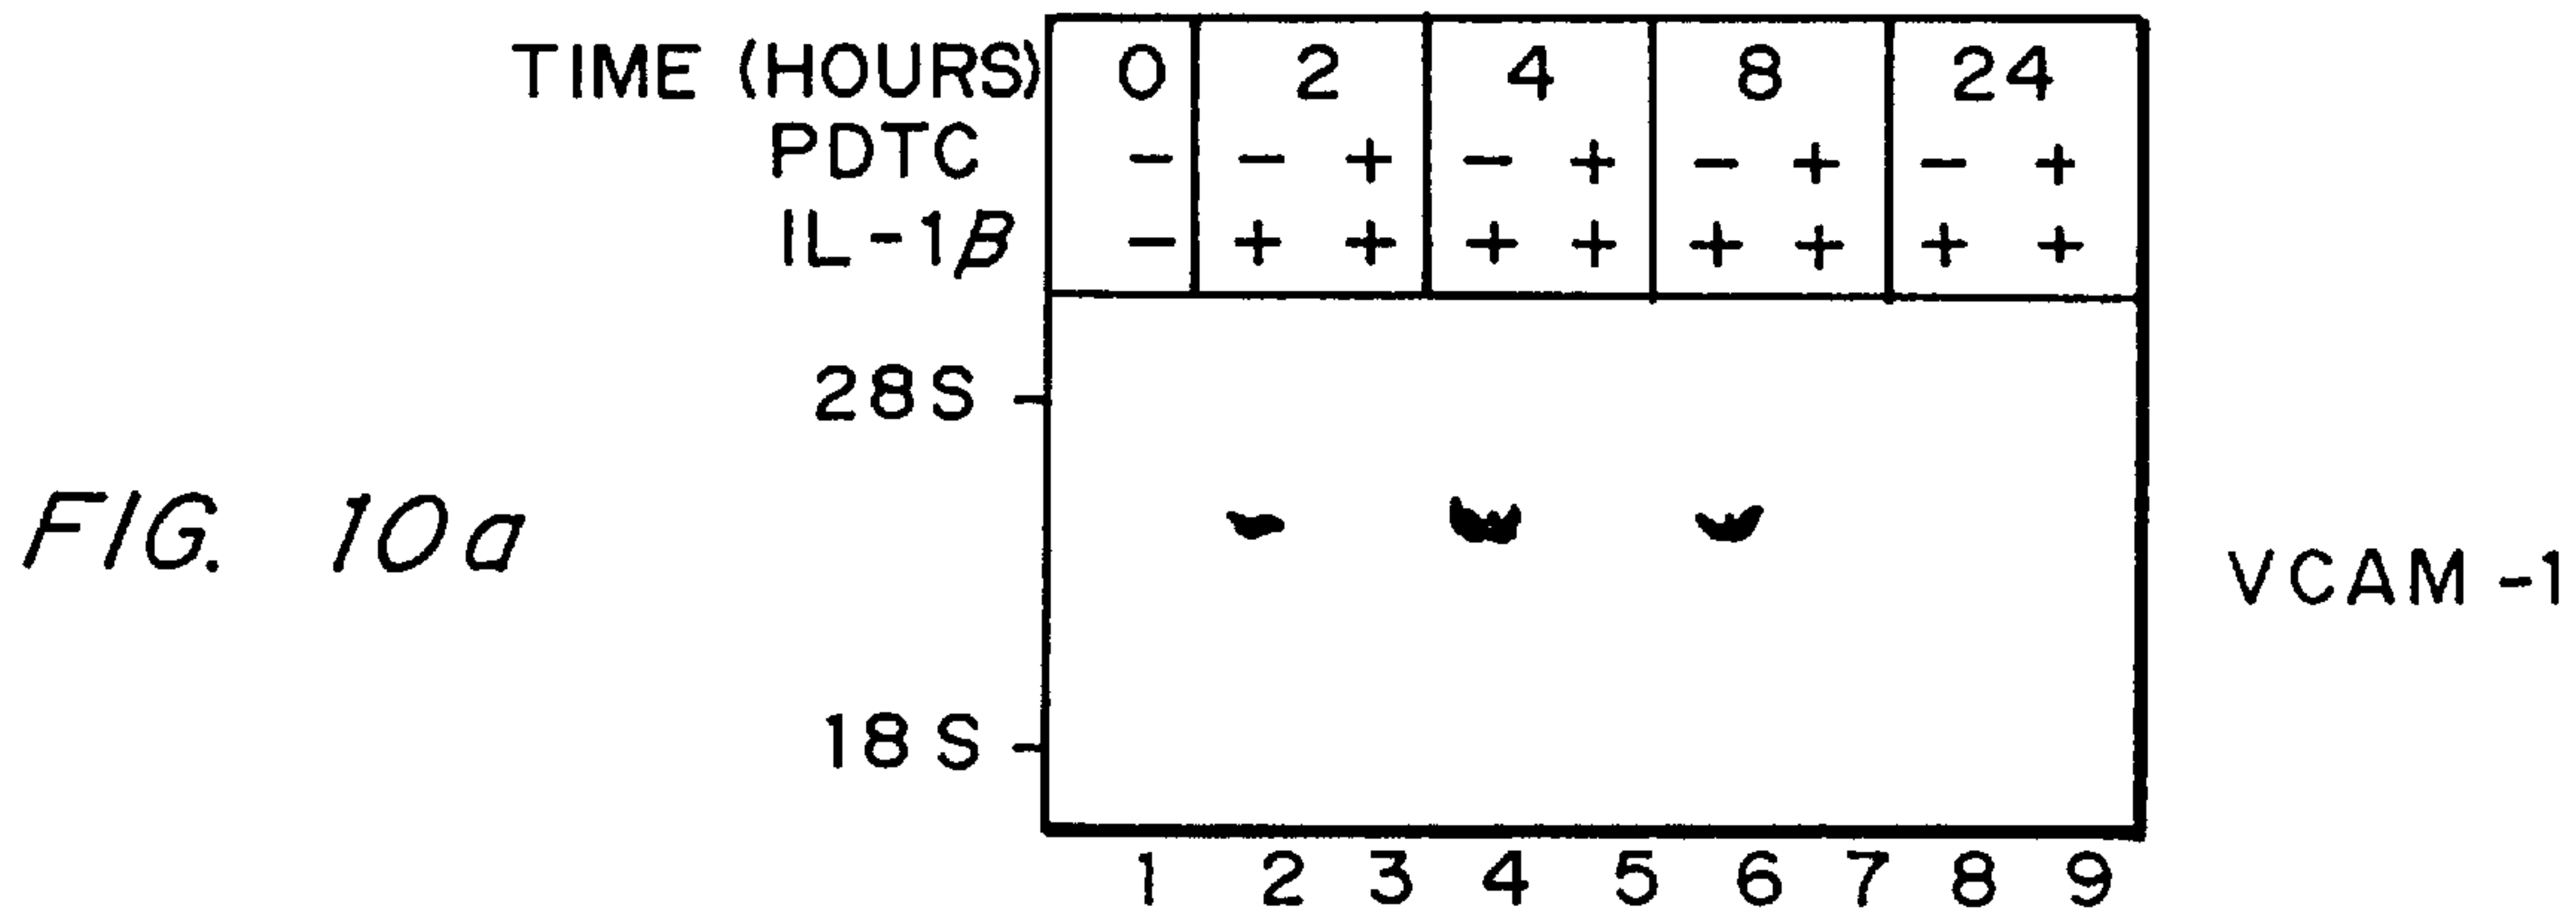 TIME (HOURS) 0 2 4 8 24
PDTC - - + - + - + - +
IL-1β - + + + + + + + +
28S
FIG. 10a
VCAM-1
18S
1 2 3 4 5 6 7 8 9